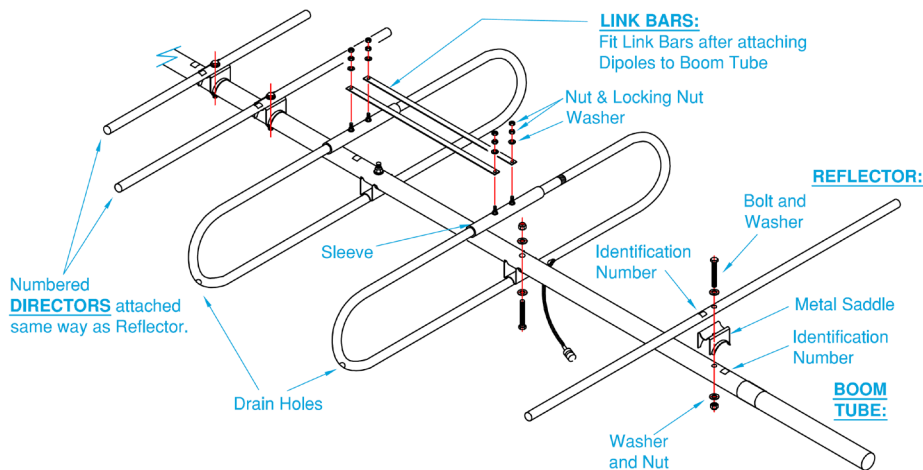 LINK BARS:
Fit Link Bars after attaching
Dipoles to Boom Tube
Nut & Locking Nut
Washer
REFLECTOR:
Bolt and
Washer
Identification
Number
Sleeve
Metal Saddle
Numbered
DIRECTORS attached
same way as Reflector.
Identification
Number
Drain Holes
BOOM
TUBE:
Washer
and Nut